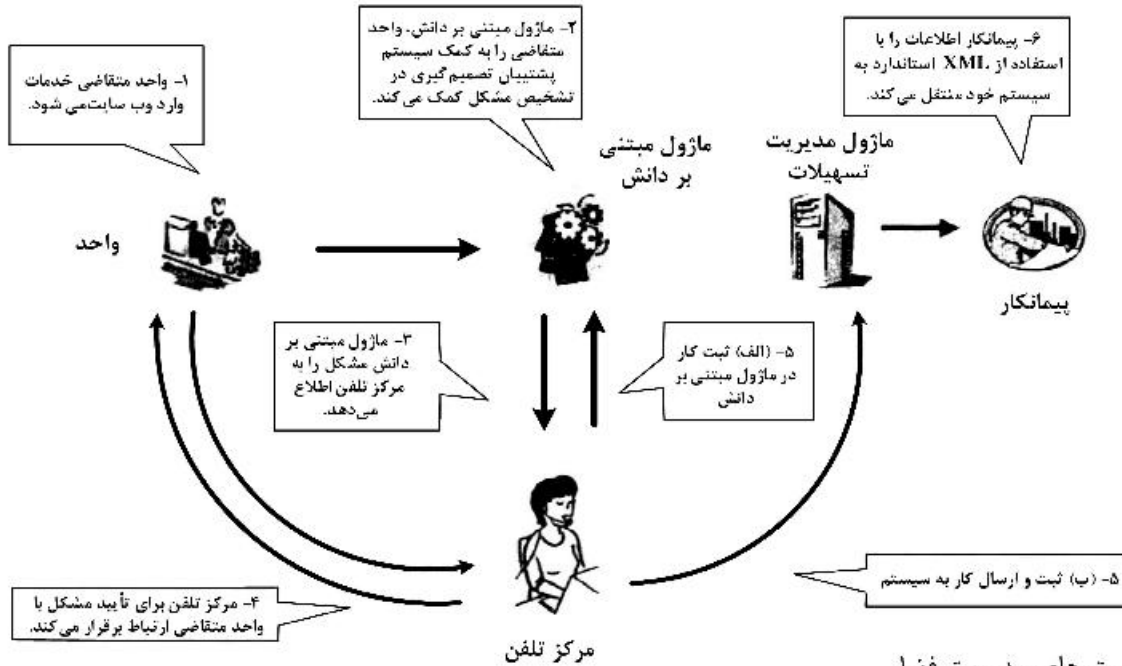 ۱- واحد متقاضی خدمات
وارد وب سایت‌می شود.
۲- ماژول مبتنی بر دانش، واحد
متقاضی را به کمک سیستم
پشتیبان تصمیم گیری در
تشخیص مشکل کمک می‌کند.
۶- پیمانکار اطلاعات را با
استفاده از XML استاندارد به
سیستم خود منتقل می‌کند.
ماژول مبتنی
بر دانش
ماژول مدیریت
تسهیلات
واحد
پیمانکار
۳- ماژول مبتنی بر
دانش مشکل را به
مرکز تلفن اطلاع
می‌دهد.
۵- (الف) ثبت کار
در ماژول مبتنی بر
دانش
۵- (ب) ثبت و ارسال کار به سیستم
۴- مرکز تلفن برای تأیید مشکل با
واحد متقاضی ارتباط برقرار می‌کند.
مرکز تلفن